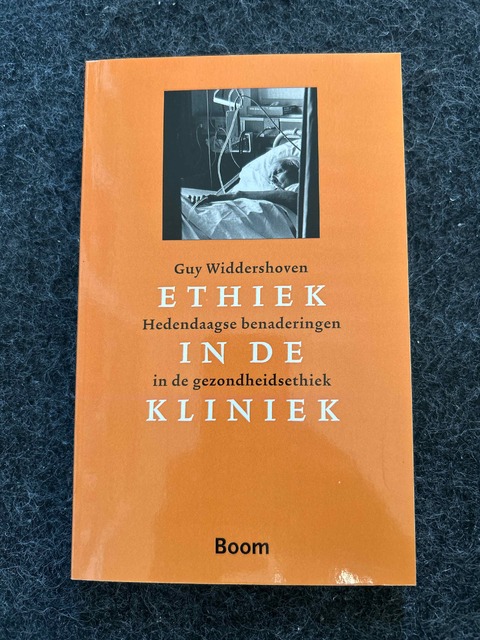 Guy Widdershoven
ETHIEK
Hedendaagse benaderingen
IN DE
in de gezondheidsethiek
KLINIEK
Boom